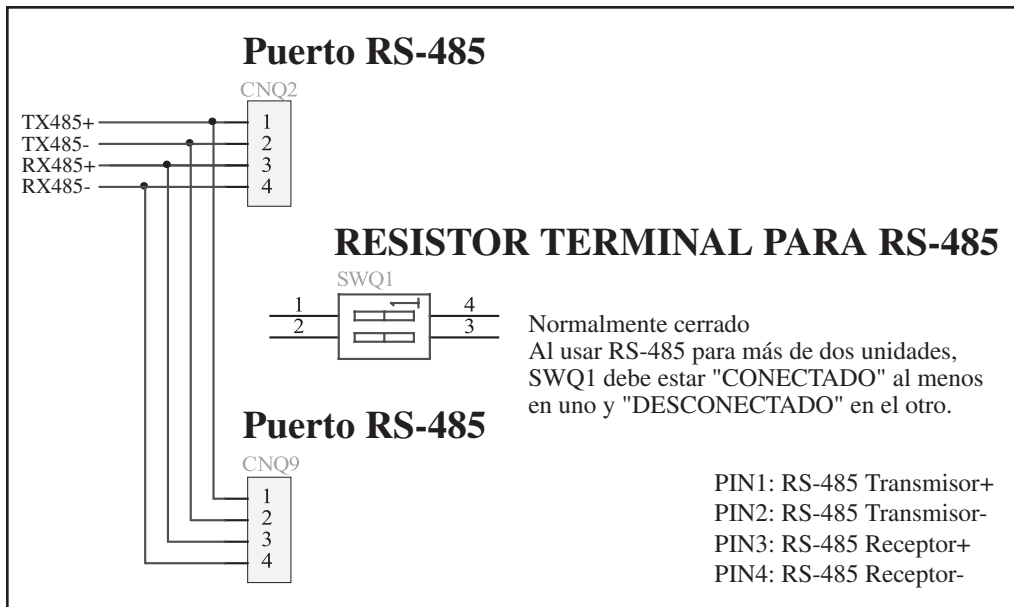 Puerto RS-485
CNQ2
TX485+
TX485-
RX485+
RX485-
1
2
3
4
RESISTOR TERMINAL PARA RS-485
SWQ1
1
2
4
3
Normalmente cerrado
Al usar RS-485 para más de dos unidades,
SWQ1 debe estar "CONECTADO" al menos
en uno y "DESCONECTADO" en el otro.
Puerto RS-485
CNQ9
1
2
3
4
PIN1: RS-485 Transmisor+
PIN2: RS-485 Transmisor-
PIN3: RS-485 Receptor+
PIN4: RS-485 Receptor-